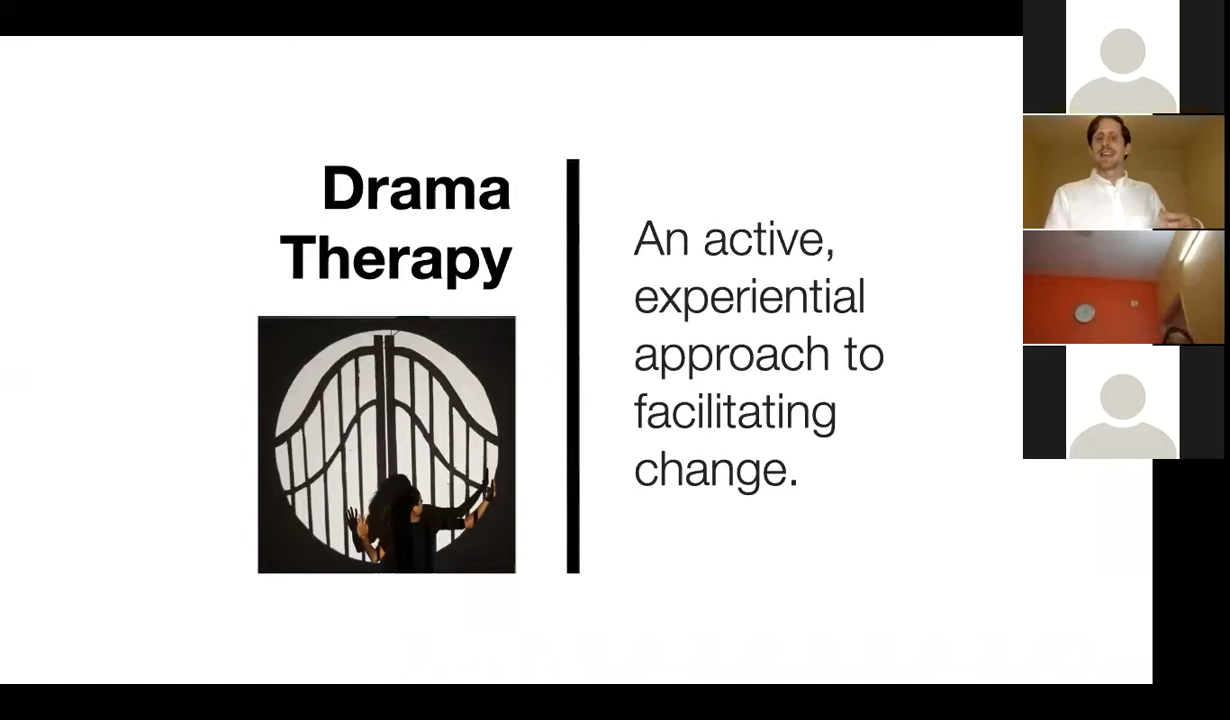 Drama
Therapy
An active,
experiential
approach to
facilitating
change.